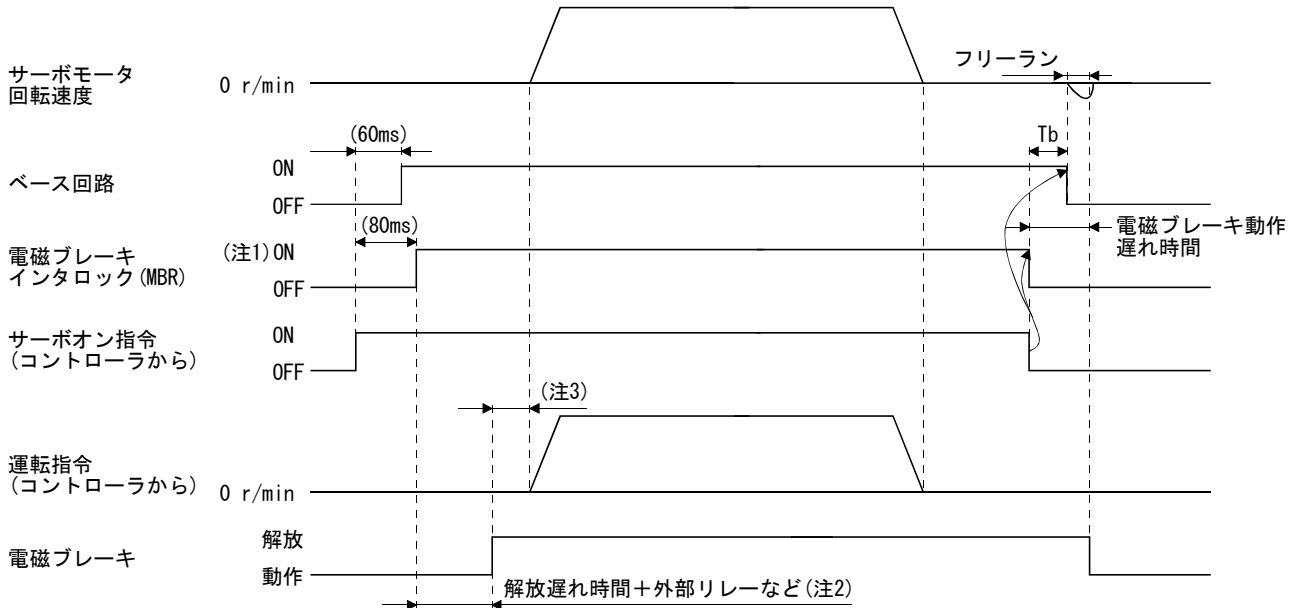 フリーラン
サーボモータ
回転速度
0 r/min
(60ms)
Tb
ベース回路
ON
OFF
(80ms)
電磁ブレーキ動作
遅れ時間
電磁ブレーキ
インタロック(MBR)
(注1)ON
OFF
サーボオン指令
(コントローラから)
ON
OFF
(注3)
運転指令
(コントローラから)
0 r/min
電磁ブレーキ
解放
動作
解放遅れ時間+外部リレーなど(注2)